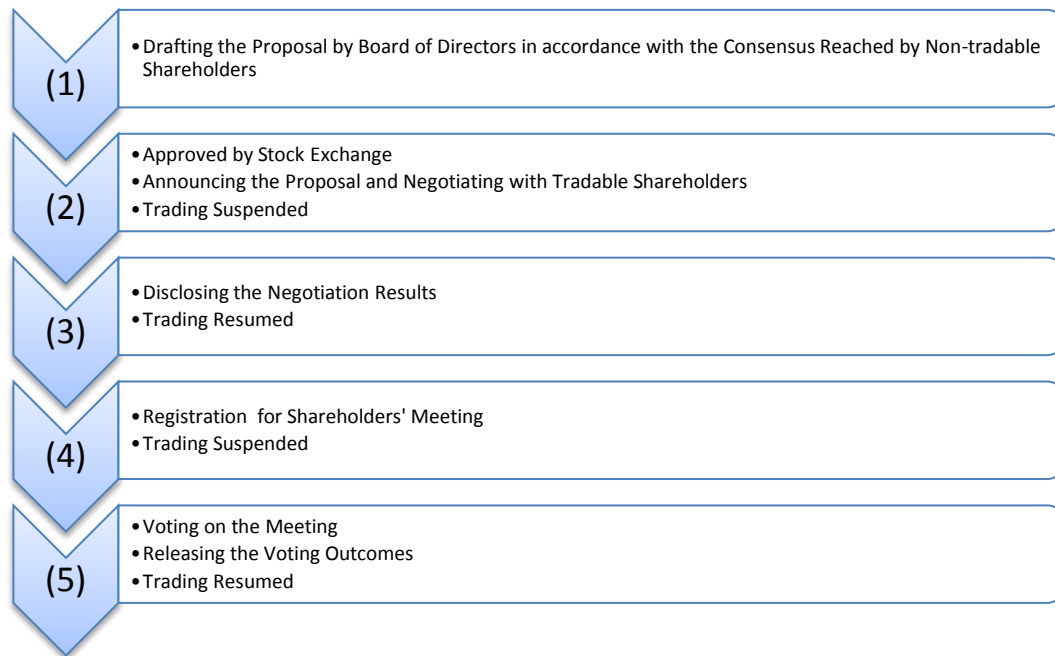 (1)
•Drafting the Proposal by Board of Directors in accordance with the Consensus Reached by Non-tradable
Shareholders
(2)
•Approved by Stock Exchange
•Announcing the Proposal and Negotiating with Tradable Shareholders
•Trading Suspended
(3)
•Disclosing the Negotiation Results
•Trading Resumed
(4)
•Registration for Shareholders' Meeting
•Trading Suspended
(5)
•Voting on the Meeting
•Releasing the Voting Outcomes
•Trading Resumed